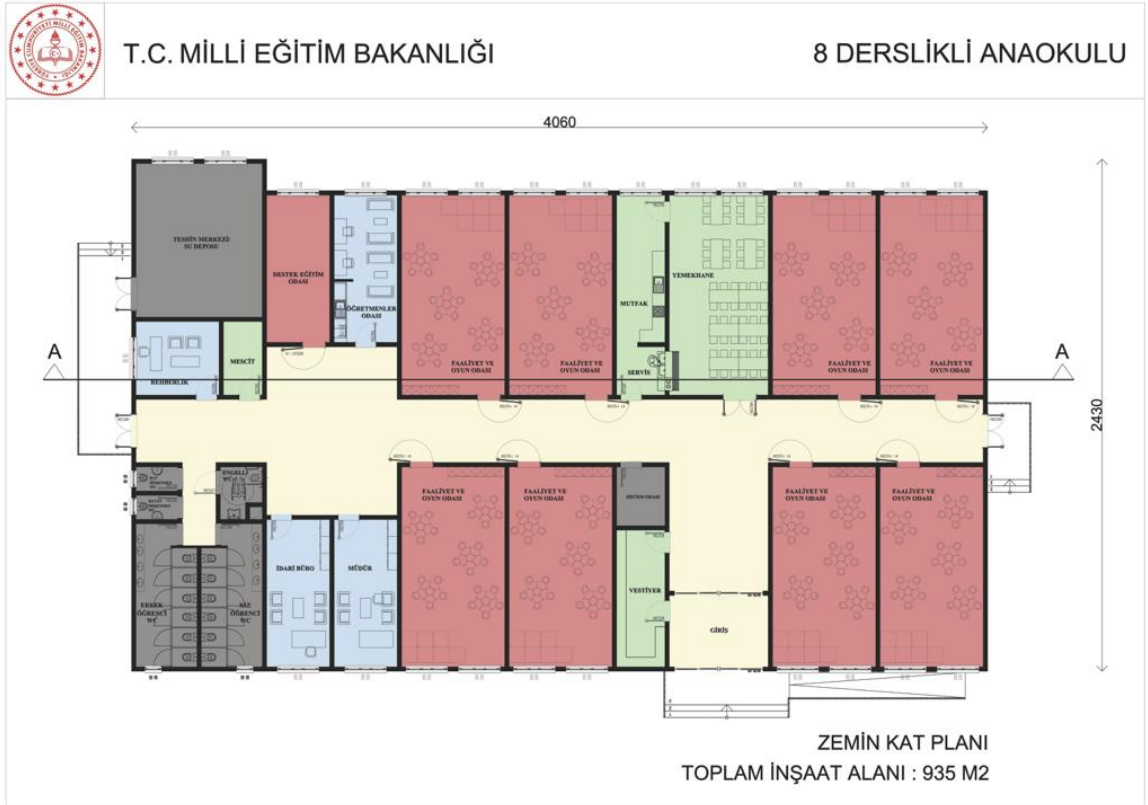 T.C. MİLLİ EĞİTİM BAKANLIĞI
8 DERSLİKLİ ANAOKULU
4060
2430
TESİSİN MERKEZİ/
SU DEPOSU
DESTEK EĞİTİM
ODASI
ÖĞRETMENLER
ODASI
FAALİYET VE
OYUN ODASI
FAALİYET VE
OYUN ODASI
MUTFAK
SERVİS
YEMEKHANE
FAALİYET VE
OYUN ODASI
FAALİYET VE
OYUN ODASI
REHBERLİK
MESCİT
A
A
ENGELLİ
WC
ERKEK
ÖĞRENCİ
WC
KIZ
ÖĞRENCİ
WC
İDARİ BÜRO
MÜDÜR
FAALİYET VE
OYUN ODASI
FAALİYET VE
OYUN ODASI
SİSTEM ODASI
VESTİYER
GİRİŞ
FAALİYET VE
OYUN ODASI
FAALİYET VE
OYUN ODASI
ZEMİN KAT PLANI
TOPLAM İNŞAAT ALANI : 935 M2